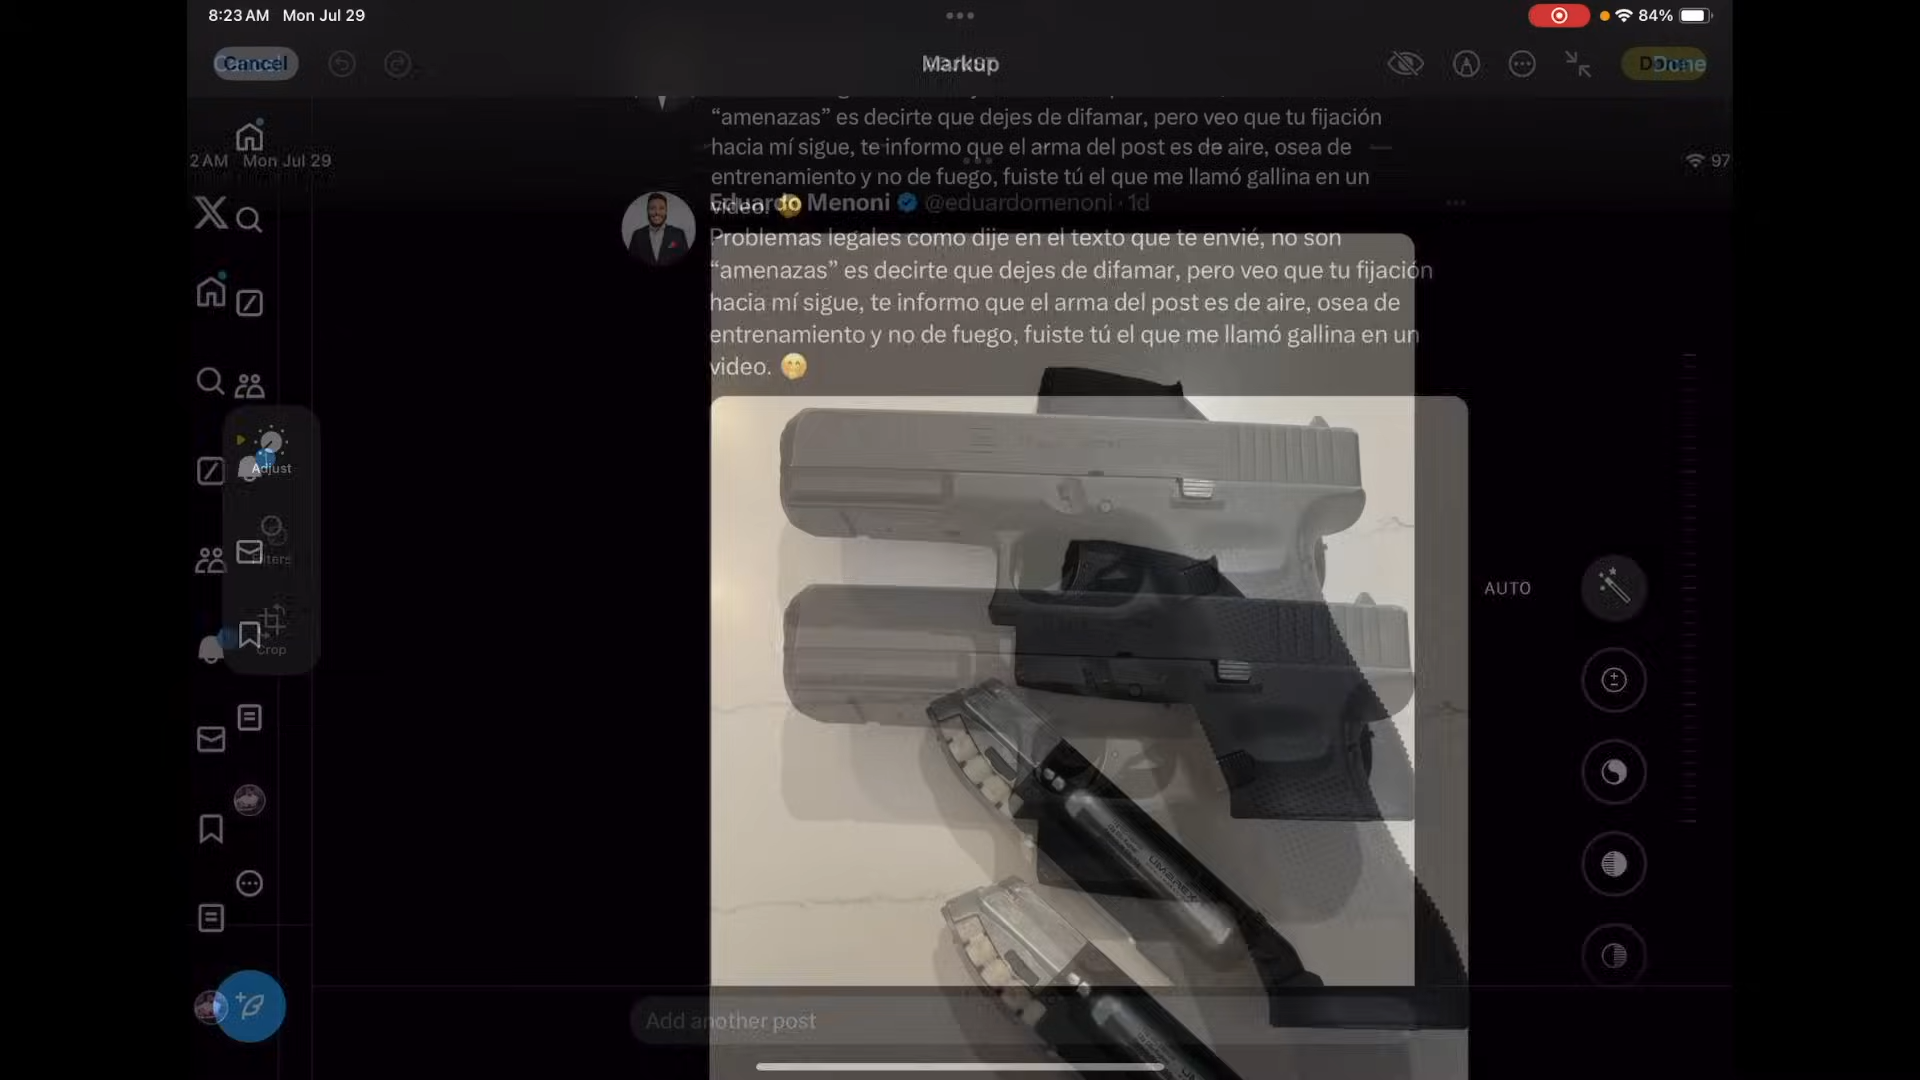 8:23 AM Mon Jul 29
84%
Cancel
Markup
Done
“amenazas” es decirte que dejes de difamar, pero veo que tu fijación
hacia mí sigue, te informo que el arma del post es de aire, osea de
entrenamiento y no de fuego, fuiste tú el que me llamó gallina en un
video.
2 AM Mon Jul 29
97
Eduardo Menoni @eduardomenoni · 1d
Problemas legales como dije en el texto que te envié, no son
“amenazas” es decirte que dejes de difamar, pero veo que tu fijación
hacia mí sigue, te informo que el arma del post es de aire, osea de
entrenamiento y no de fuego, fuiste tú el que me llamó gallina en un
video. 🤭
Adjust
Filters
Crop
AUTO
UMAREX
Add another post